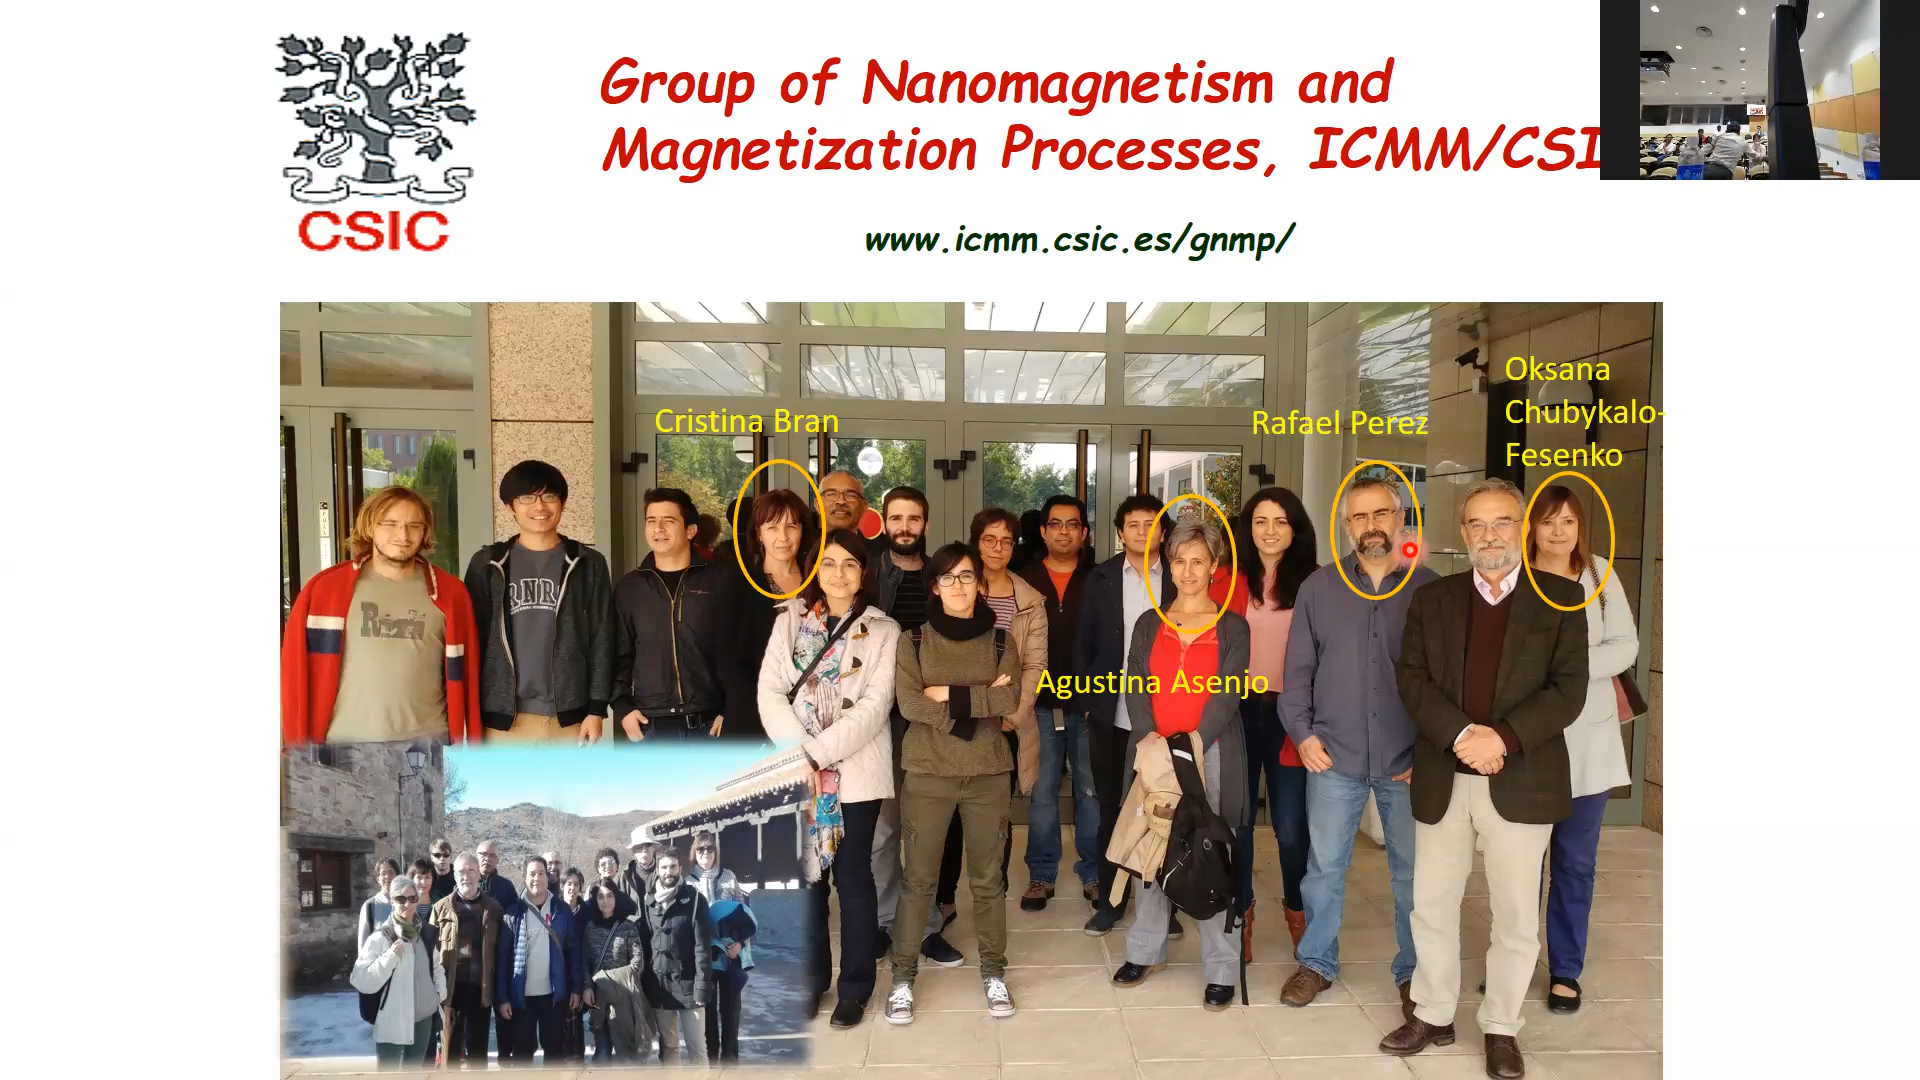 CSIC
Group of Nanomagnetism and
Magnetization Processes, ICMM/CSI
www.icmm.csic.es/gnmp/
Oksana
Chubykalo-
Fesenko
Cristina Bran
Rafael Perez
Agustina Asenjo